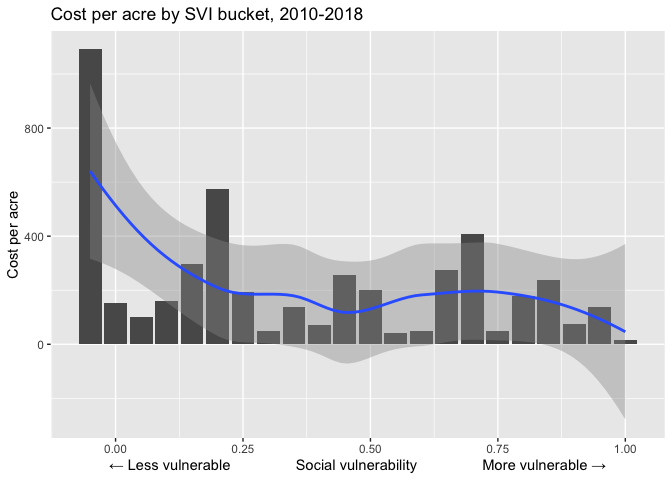 Cost per acre by SVI bucket, 2010-2018
Cost per acre
800
400
0
0.00 0.25 0.50 0.75 1.00
← Less vulnerable Social vulnerability More vulnerable →